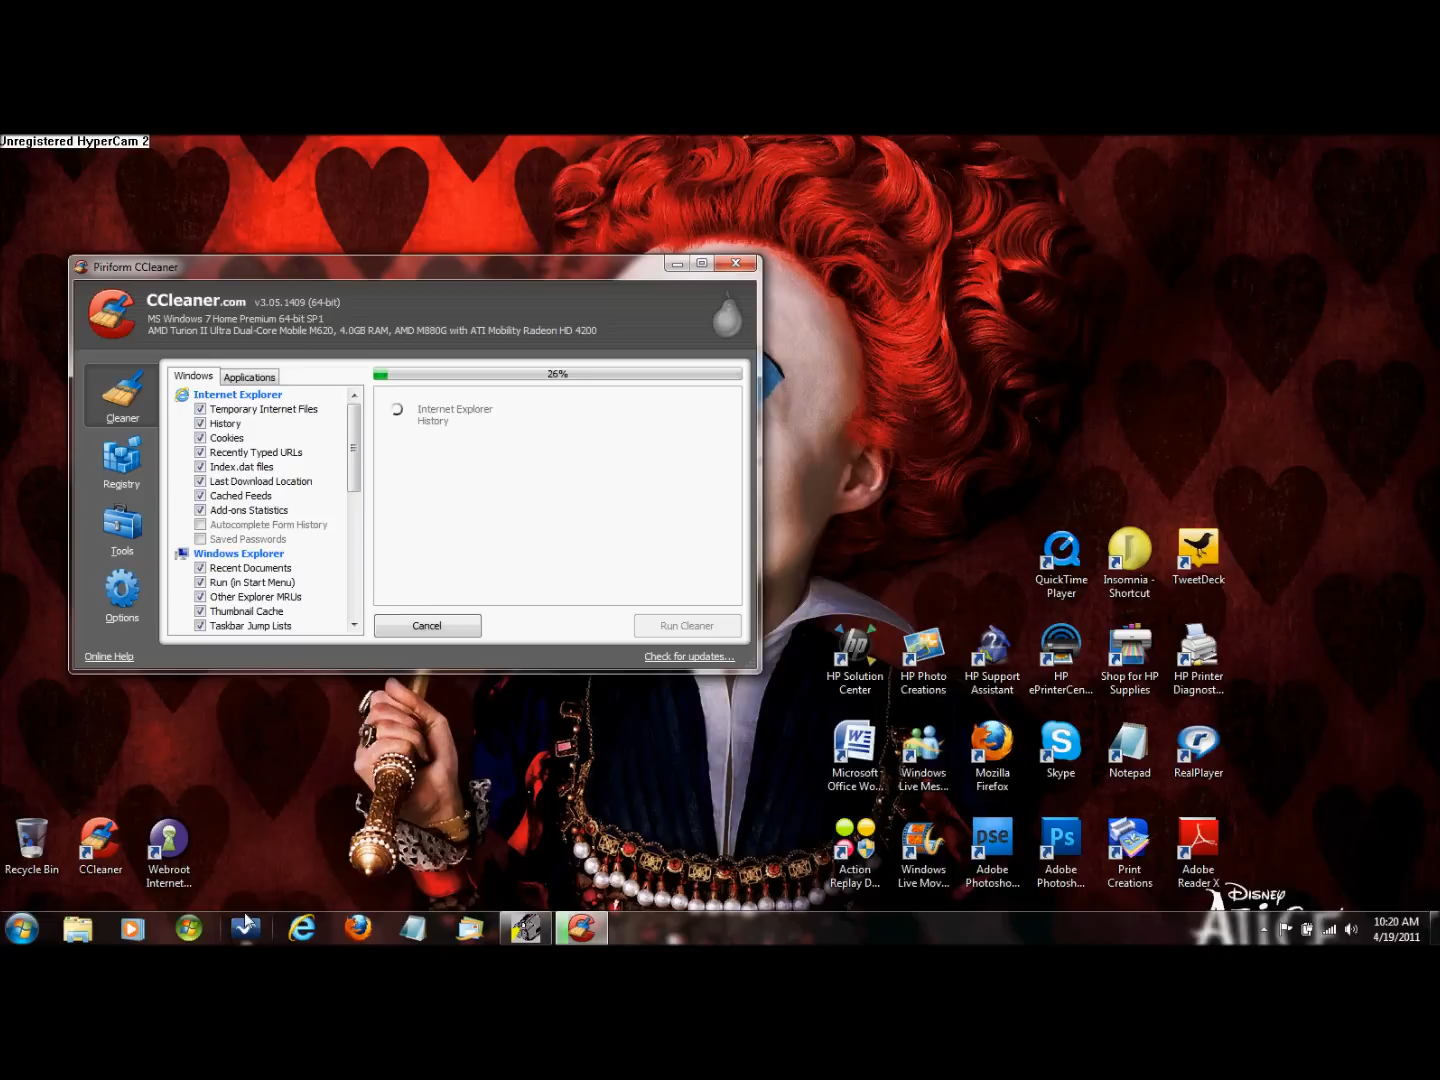 Unregistered HyperCam 2
Piriform CCleaner
CCleaner.com v3.05.1409 (64-bit)
MS Windows 7 Home Premium 64-bit SP1
AMD Turion II Ultra Dual-Core Mobile M620, 4.0GB RAM, AMD M880G with ATI Mobility Radeon HD 4200
Cleaner
Registry
Tools
Options
Windows
Applications
Internet Explorer
Temporary Internet Files
History
Cookies
Recently Typed URLs
Index.dat files
Last Download Location
Cached Feeds
Add-ons Statistics
Autocomplete Form History
Saved Passwords
Windows Explorer
Recent Documents
Run (in Start Menu)
Other Explorer MRUs
Thumbnail Cache
Taskbar Jump Lists
26%
Internet Explorer
History
Cancel
Run Cleaner
Online Help
Check for updates...
QuickTime
Player
Insomnia -
Shortcut
TweetDeck
HP Solution
Center
HP Photo
Creations
HP Support
Assistant
HP
ePrinterCen...
Shop for HP
Supplies
HP Printer
Diagnost...
Microsoft
Office Wo...
Windows
Live Mes...
Mozilla
Firefox
Skype
Notepad
RealPlayer
Recycle Bin
CCleaner
Webroot
Internet...
Action
Replay D...
Windows
Live Mov...
Adobe
Photosho...
Adobe
Photosh...
Print
Creations
Adobe
Reader X
DISNEY
10:20 AM
4/19/2011